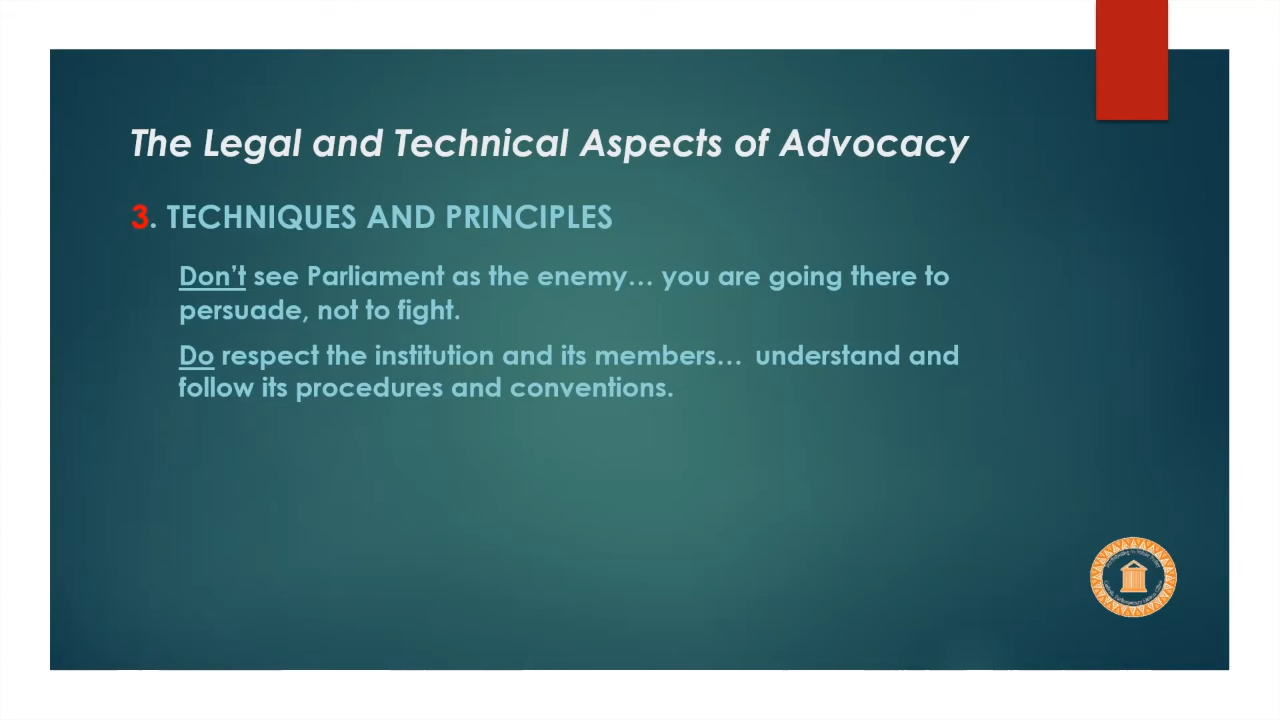 The Legal and Technical Aspects of Advocacy
3. TECHNIQUES AND PRINCIPLES
Don't see Parliament as the enemy… you are going there to
persuade, not to fight.
Do respect the institution and its members… understand and
follow its procedures and conventions.